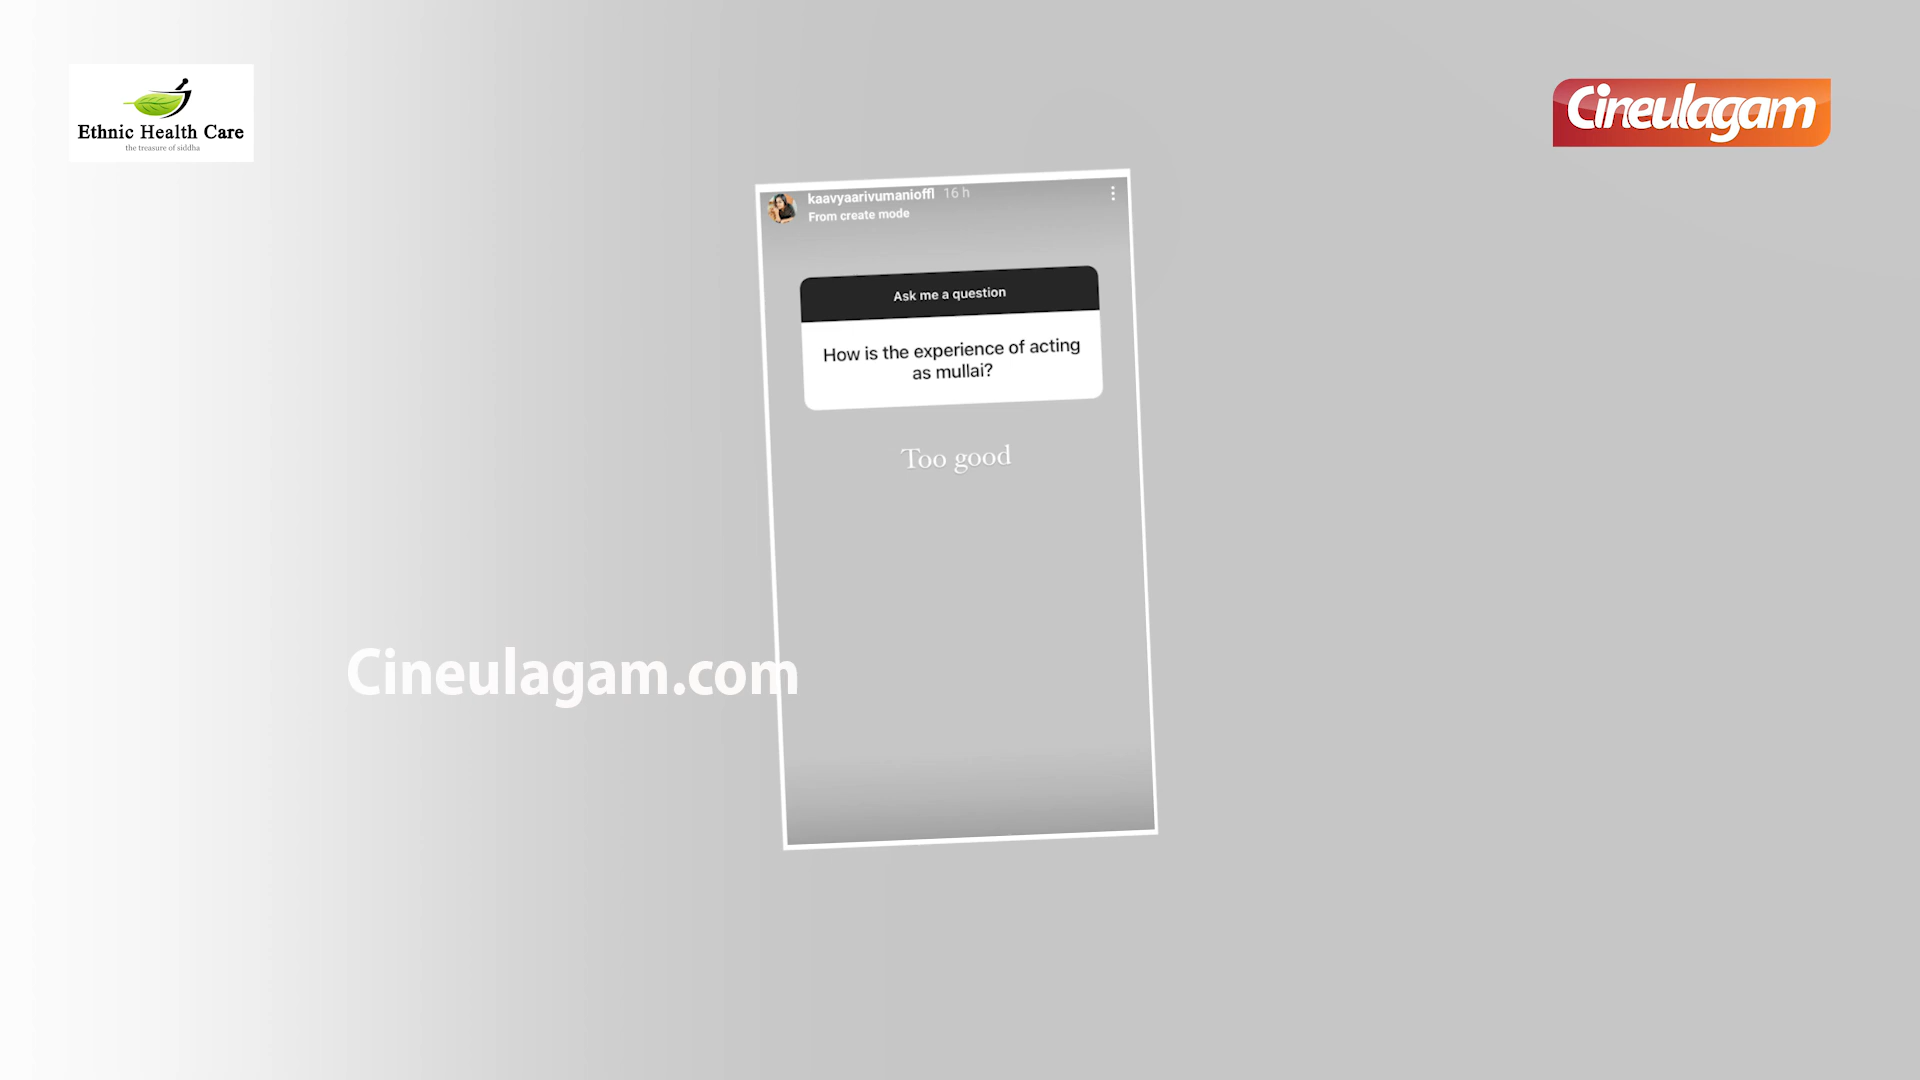 Ethnic Health Care
the treasure of siddha
Cineulagam
kaavyaarivumanioffl 16 h
From create mode
Ask me a question
How is the experience of acting
as mullai?
Too good
Cineulagam.com